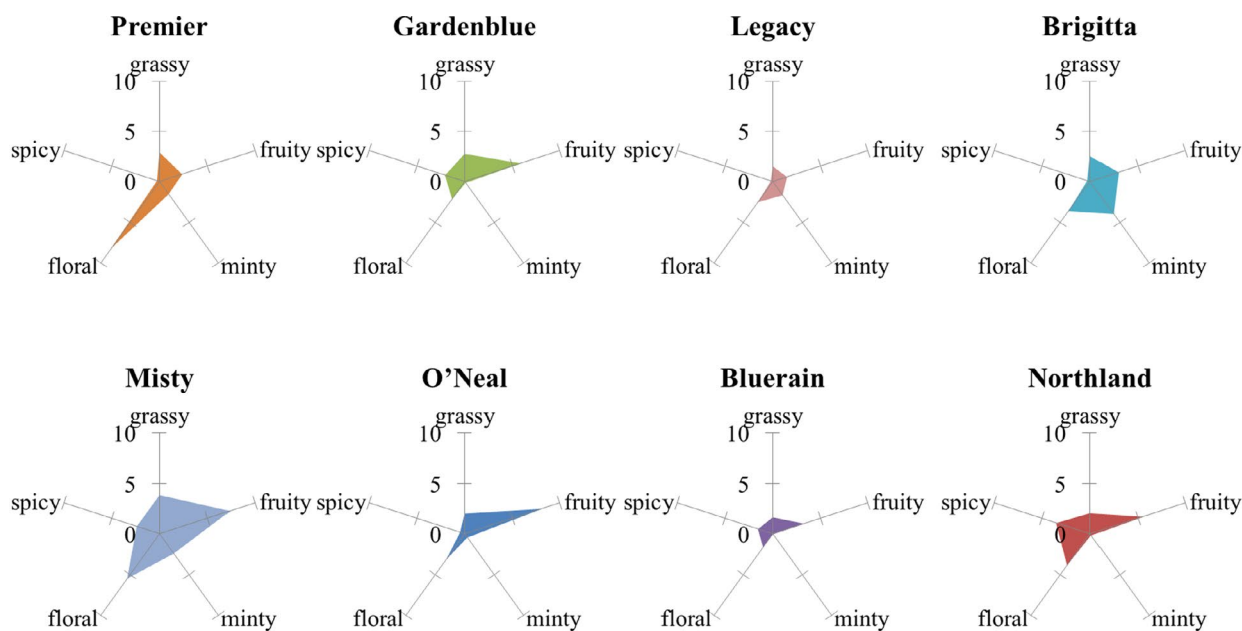 Premier
grassy
10
5
0
spicy
fruity
floral
minty
Gardenblue
grassy
10
5
0
spicy
fruity
floral
minty
Legacy
grassy
10
5
0
spicy
fruity
floral
minty
Brigitta
grassy
10
5
0
spicy
fruity
floral
minty
Misty
grassy
10
5
0
spicy
fruity
floral
minty
O’Neal
grassy
10
5
0
spicy
fruity
floral
minty
Bluerain
grassy
10
5
0
spicy
fruity
floral
minty
Northland
grassy
10
5
0
spicy
fruity
floral
minty